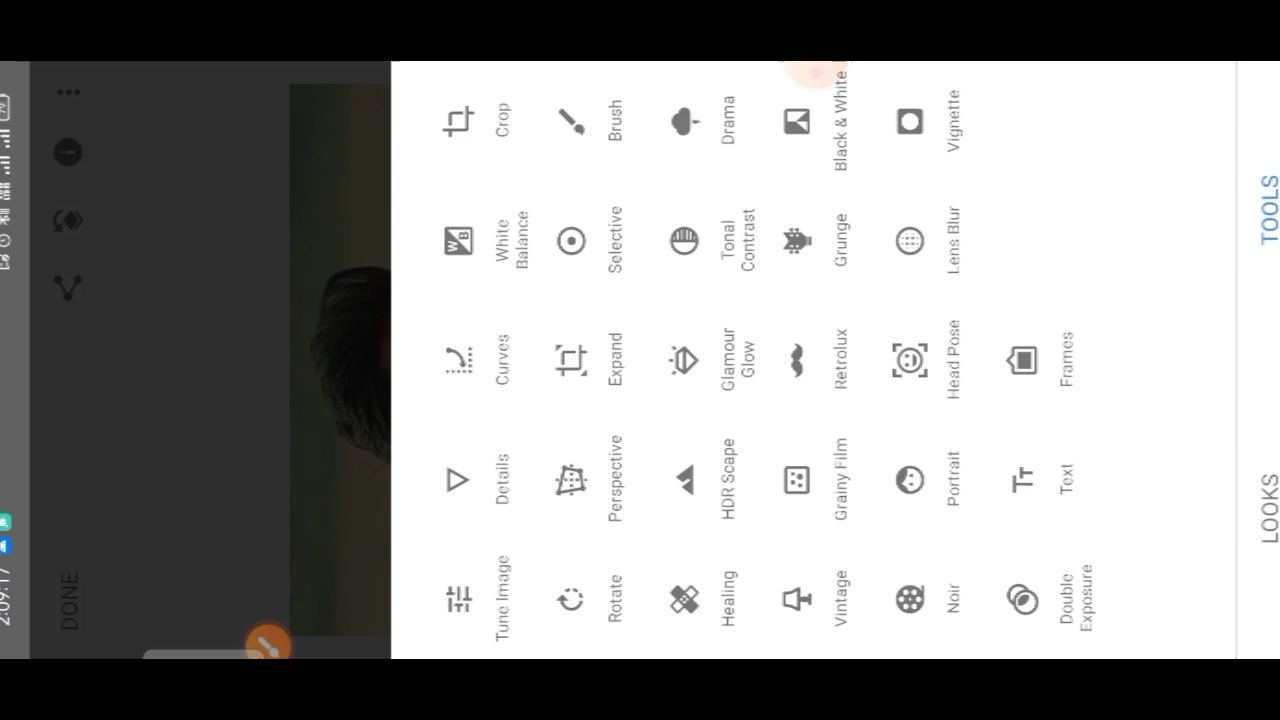 2:09:17
DONE
Tune Image
Details
Curves
White
Balance
Crop
Rotate
Perspective
Expand
Selective
Brush
Healing
HDR Scape
Glamour
Glow
Tonal
Contrast
Drama
Vintage
Grainy Film
Retrolux
Grunge
Black & White
Noir
Portrait
Head Pose
Lens Blur
Vignette
Double
Exposure
Text
Frames
LOOKS
TOOLS